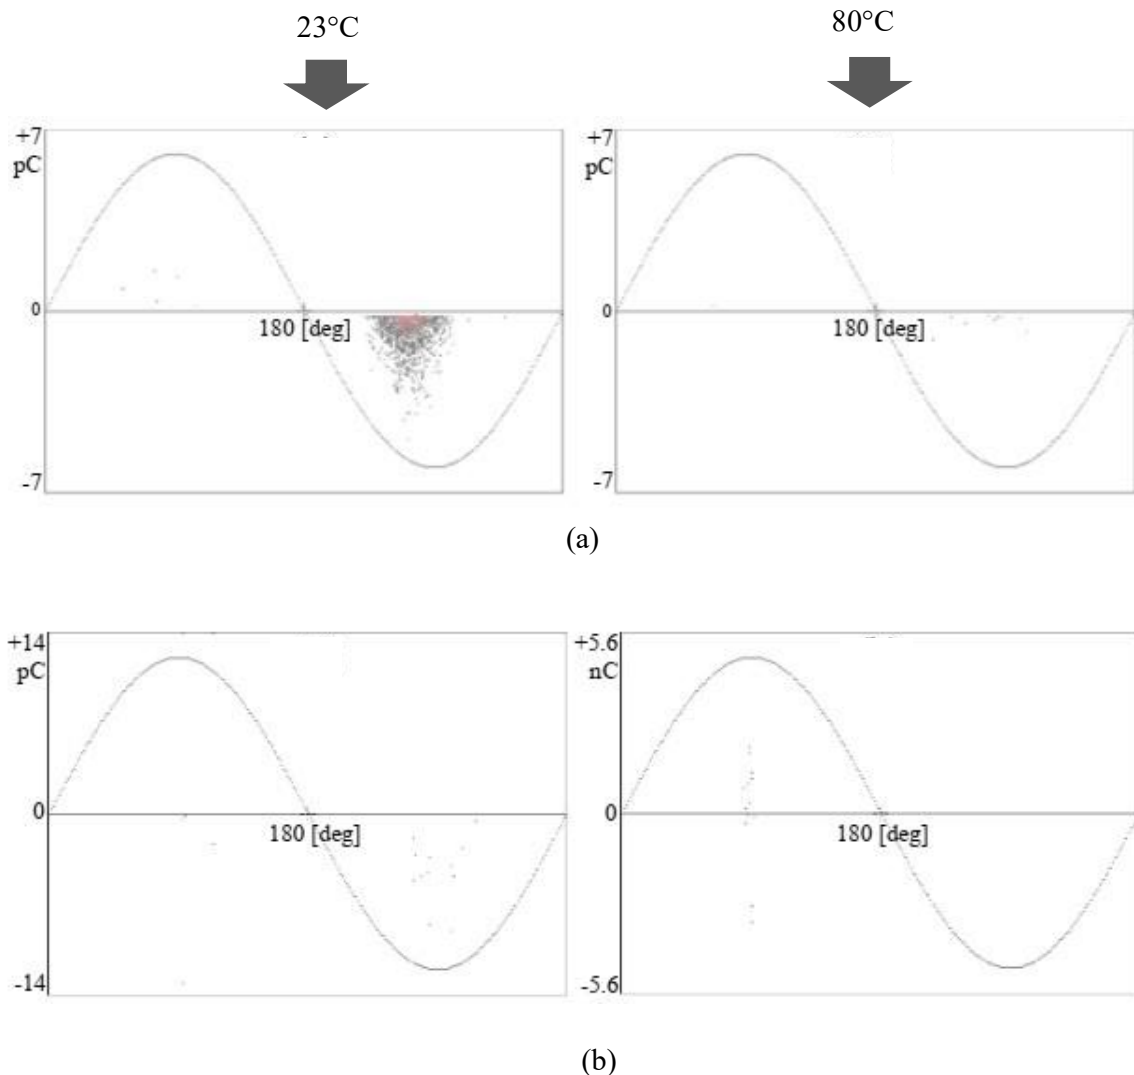 23°C 80°C
+7 +7
pC pC
0 0
180 [deg] 180 [deg]
-7 -7
(a)
+14 +5.6
pC nC
0 0
180 [deg] 180 [deg]
-14 -5.6
(b)